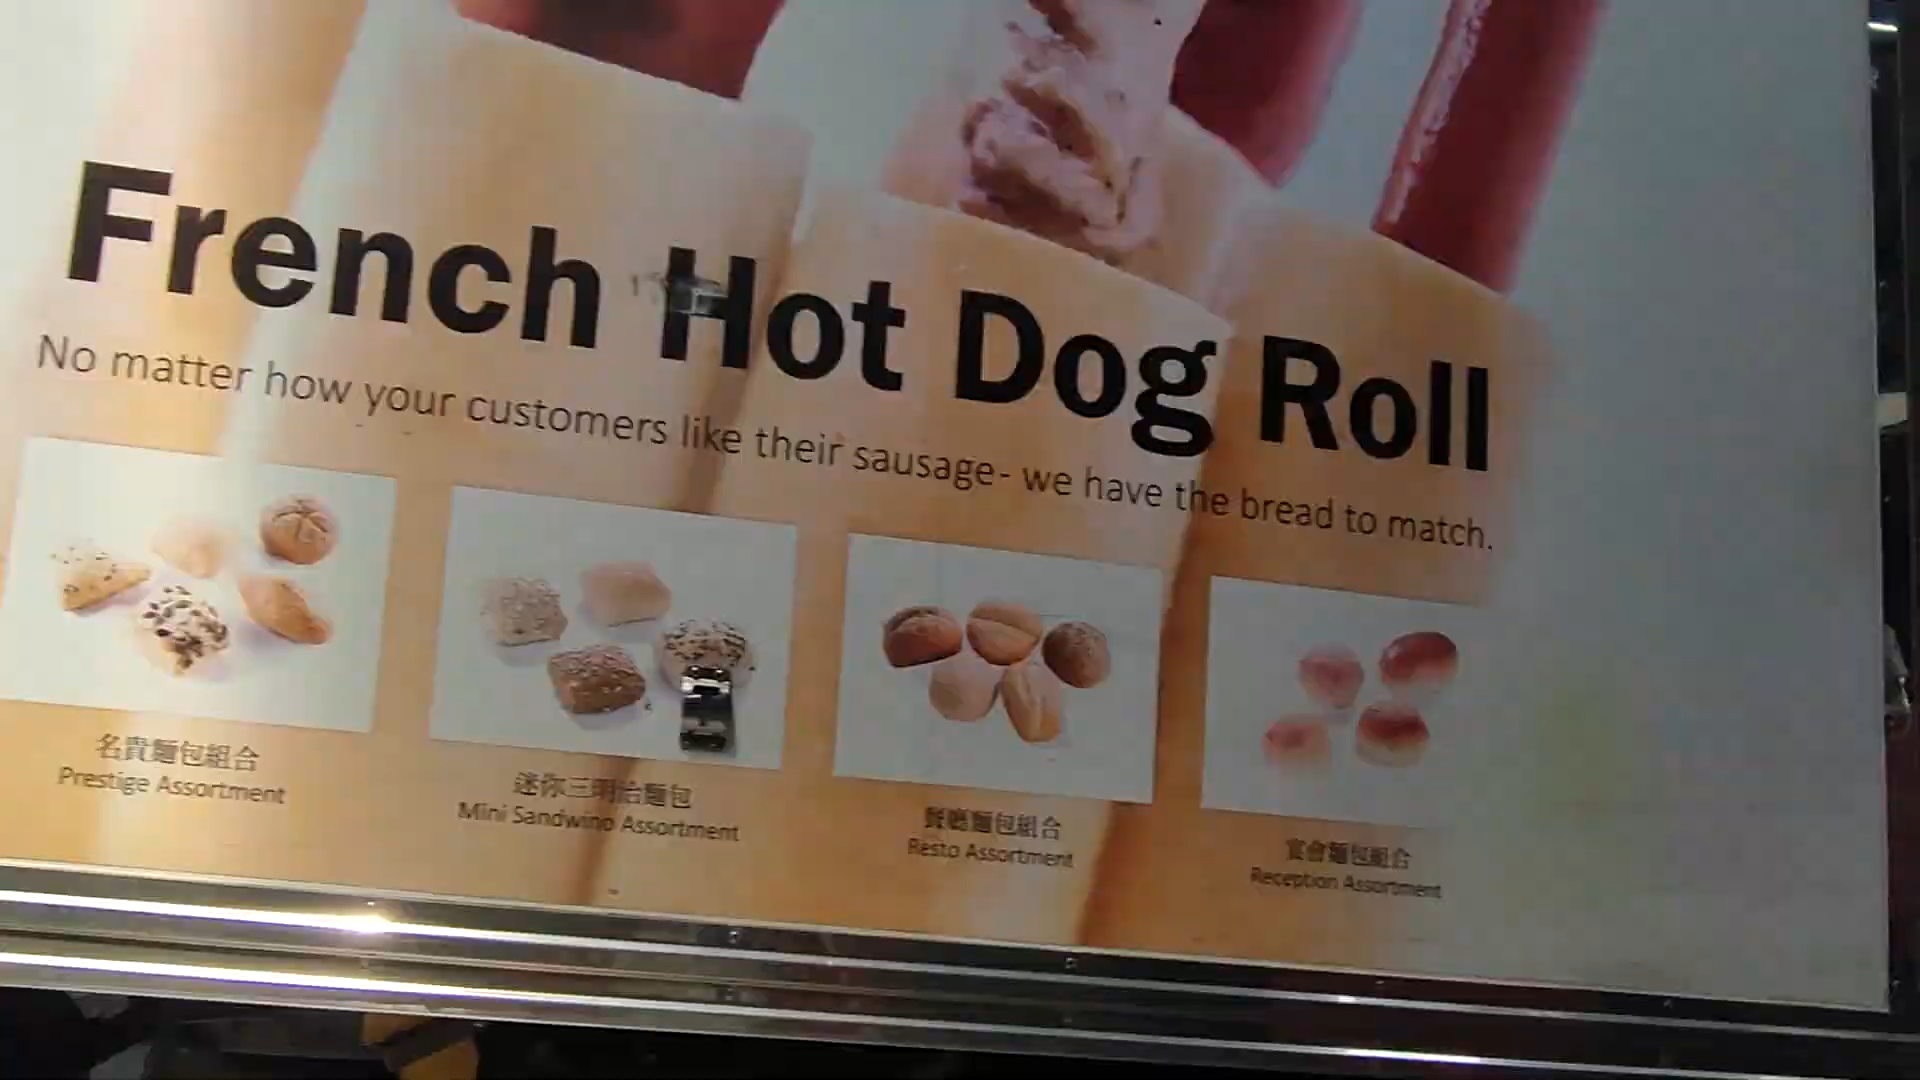 French Hot Dog Roll
No matter how your customers like their sausage- we have the bread to match.
名貴麵包組合
Prestige Assortment
迷你三明治麵包
Mini Sandwing Assortment
餐廳麵包組合
Resto Assortment
宴會麵包組合
Reception Assortment